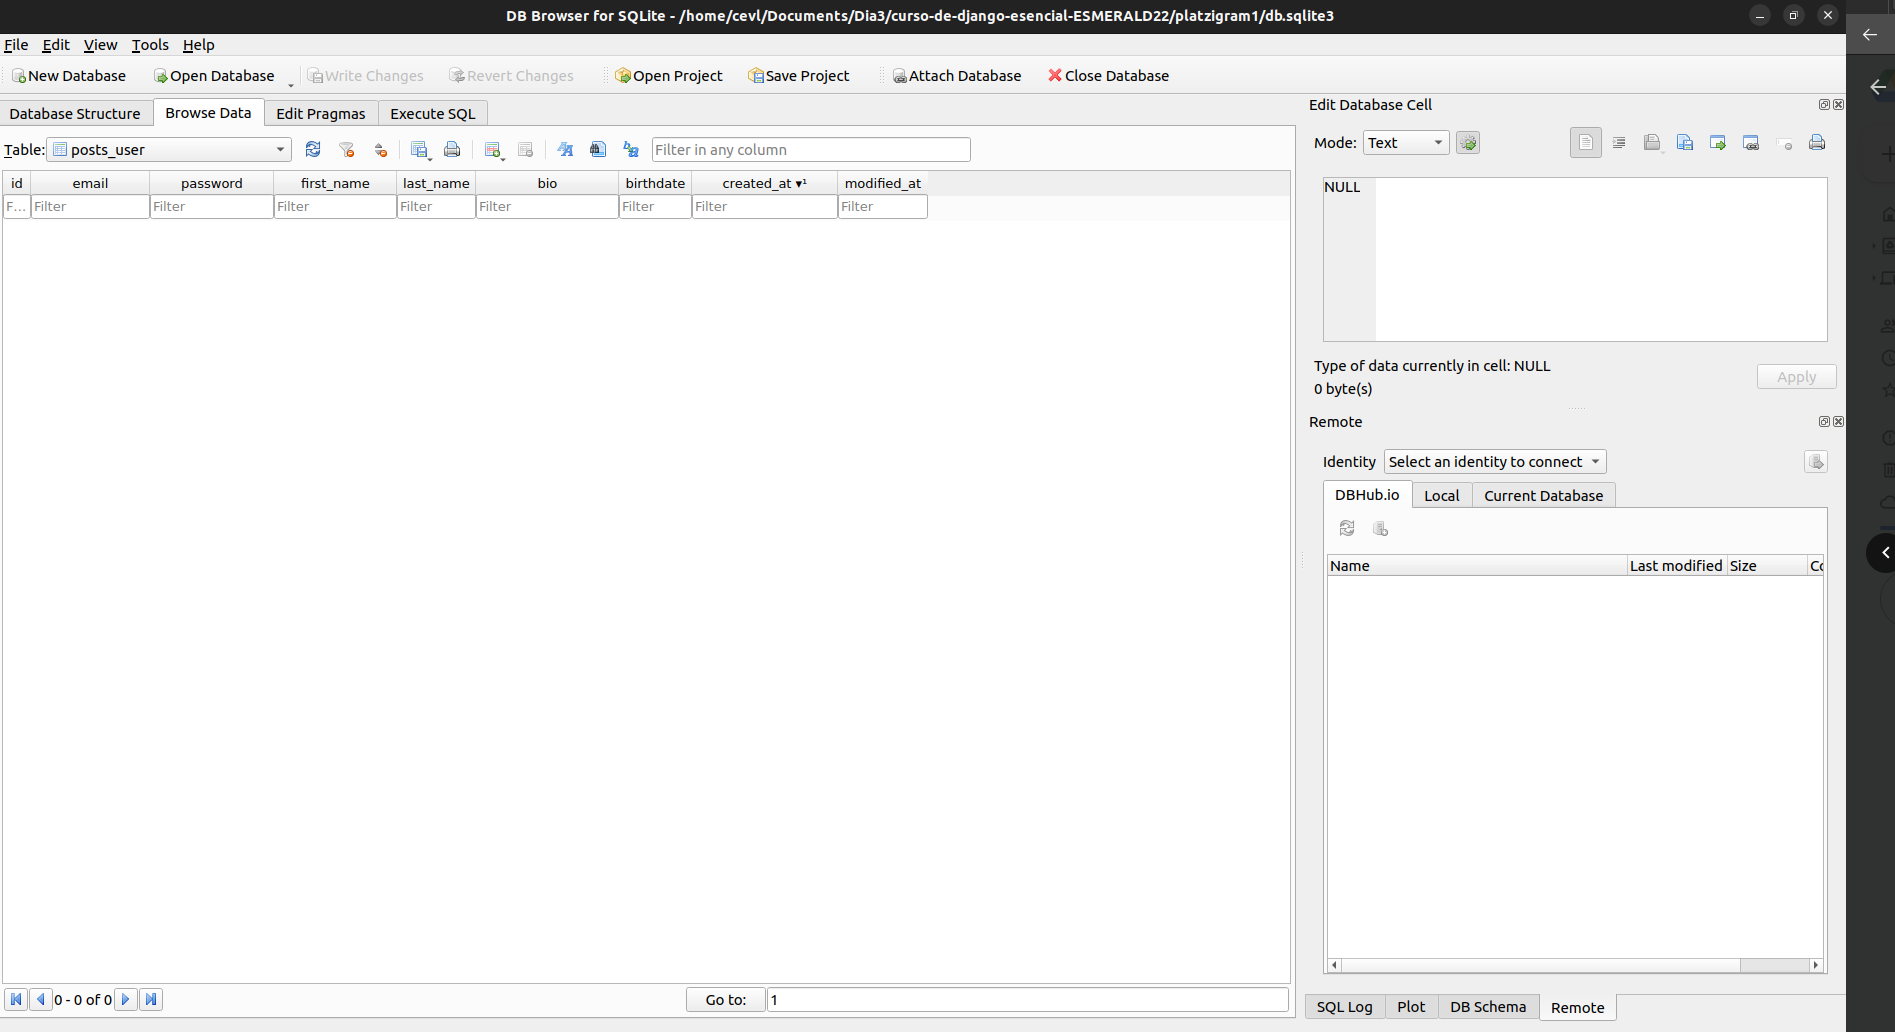 DB Browser for SQLite - /home/cevl/Documents/Dia3/curso-de-django-esencial-ESMERALD22/platzigram1/db.sqlite3
File Edit View Tools Help
New Database Open Database Write Changes Revert Changes Open Project Save Project Attach Database Close Database
Database Structure Browse Data Edit Pragmas Execute SQL
Table: posts_user Filter in any column
id email password first_name last_name bio birthdate created_at modified_at
F... Filter Filter Filter Filter Filter Filter Filter Filter
0 - 0 of 0 Go to: 1
Edit Database Cell
Mode: Text
NULL
Type of data currently in cell: NULL
0 byte(s)
Apply
Remote
Identity Select an identity to connect
DBHub.io Local Current Database
Name Last modified Size Co
SQL Log Plot DB Schema Remote